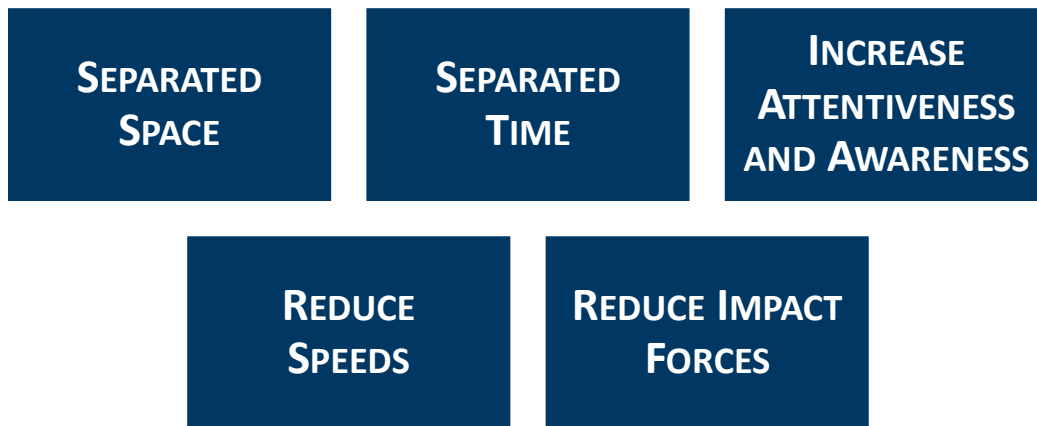 SEPARATED
SPACE
SEPARATED
TIME
INCREASE
ATTENTIVENESS
AND AWARENESS
REDUCE
SPEEDS
REDUCE IMPACT
FORCES